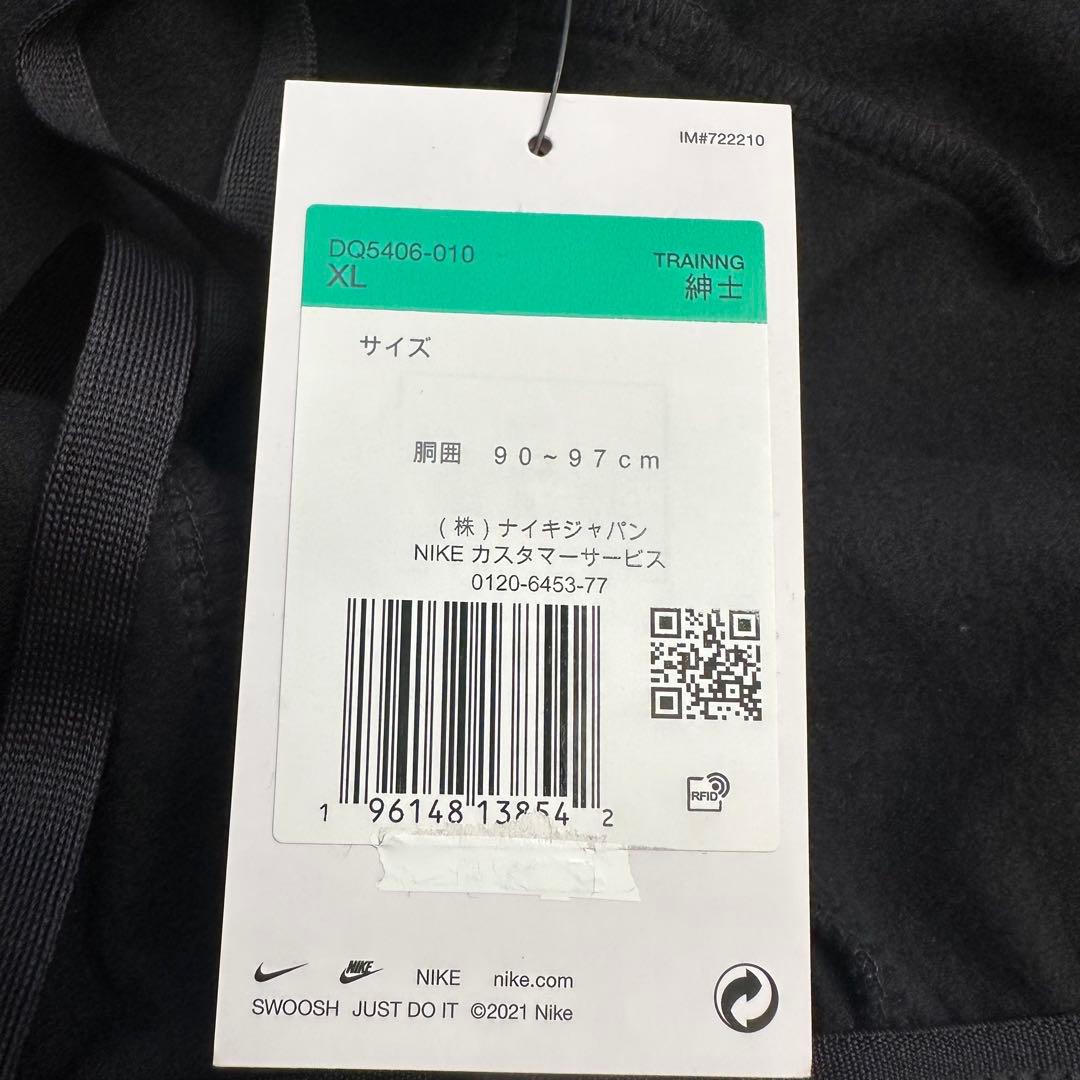 IM#722210
DQ5406-010
XL
TRAINNG
紳士
サイズ
胴囲 90~97cm
(株)ナイキジャパン
NIKE カスタマーサービス
0120-6453-77
1 96148 13854 2
RFID
NIKE
NIKE nike.com
SWOOSH JUST DO IT ©2021 Nike